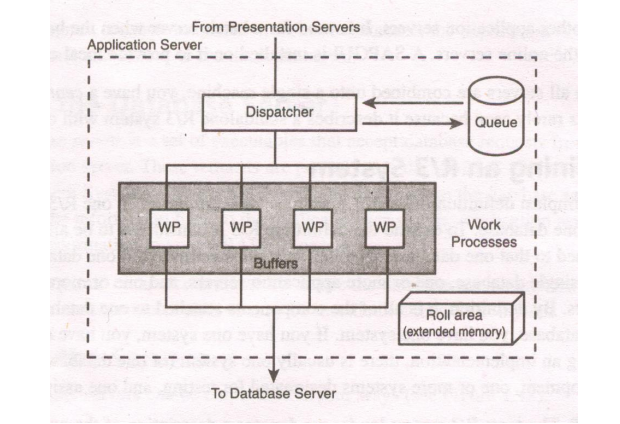 From Presentation Servers
Application Server
Dispatcher
Queue
WP WP WP WP
Work
Processes
Buffers
Roll area
(extended memory)
To Database Server